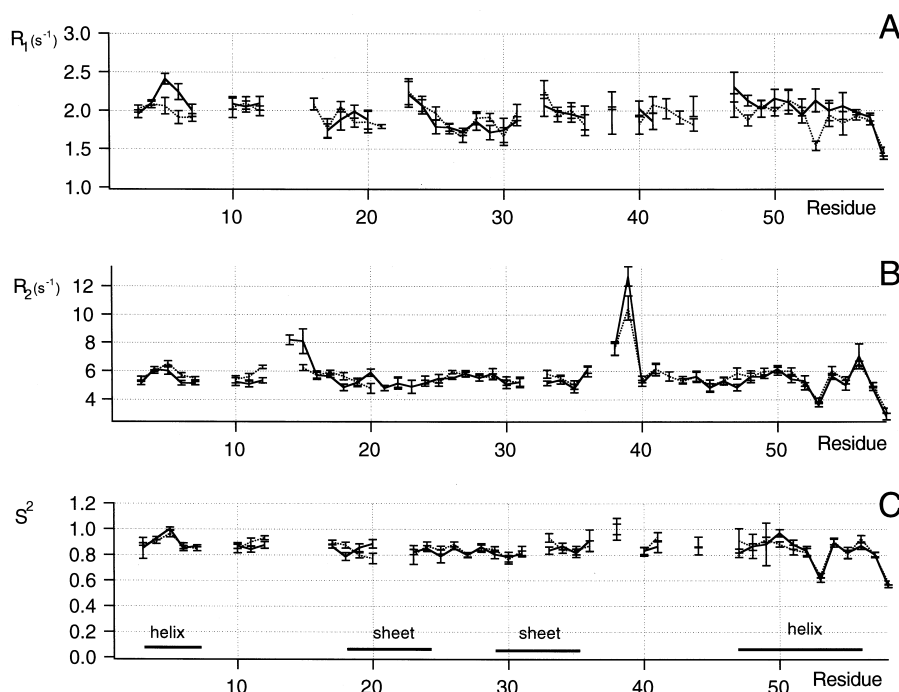 A
R1(s-1) 3.0
2.5
2.0
1.5
1.0
10 20 30 40 50 Residue
B
R2(s-1) 12
10
8
6
4
10 20 30 40 50 Residue
C
S2 1.2
1.0
0.8
0.6
0.4
0.2
0.0
helix sheet sheet helix
10 20 30 40 50 Residue